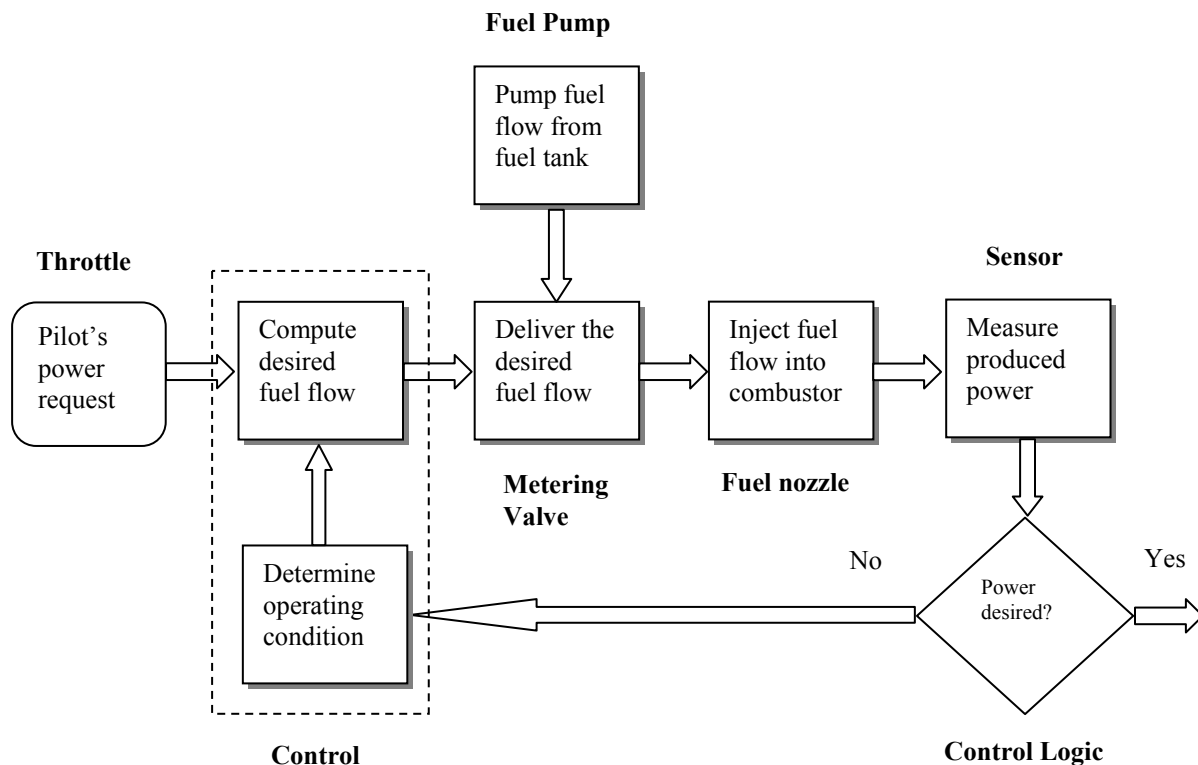 Fuel Pump
Pump fuel
flow from
fuel tank
Throttle
Pilot’s
power
request
Compute
desired
fuel flow
Deliver the
desired
fuel flow
Metering
Valve
Inject fuel
flow into
combustor
Fuel nozzle
Sensor
Measure
produced
power
Power
desired?
Yes
No
Determine
operating
condition
Control
Control Logic